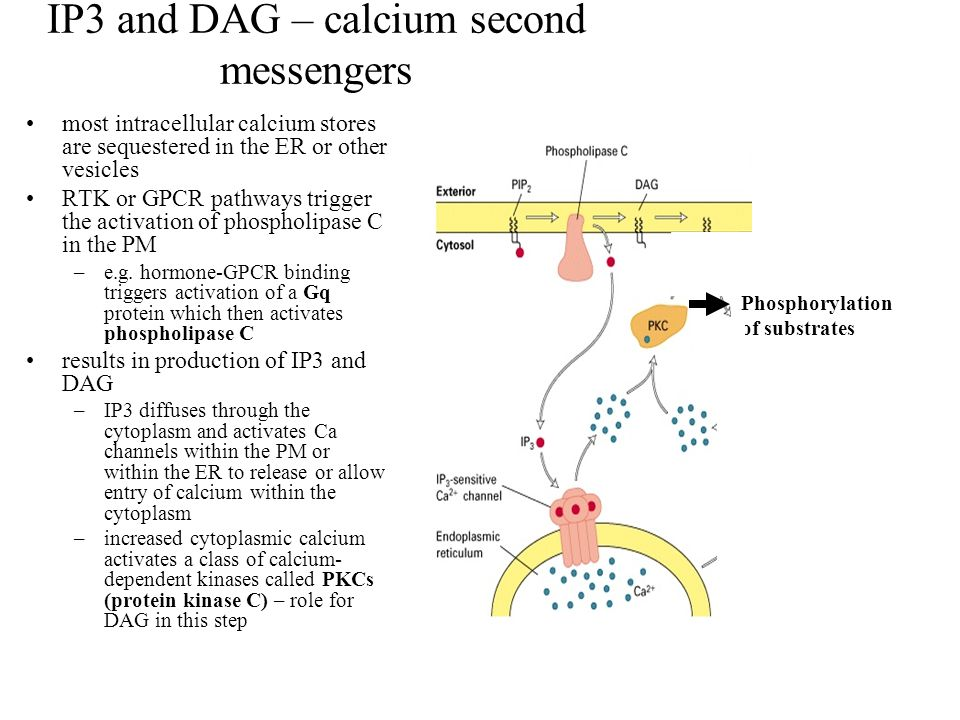 IP3 and DAG – calcium second
messengers
• most intracellular calcium stores
are sequestered in the ER or other
vesicles
• RTK or GPCR pathways trigger
the activation of phospholipase C
in the PM
– e.g. hormone-GPCR binding
triggers activation of a Gq
protein which then activates
phospholipase C
• results in production of IP3 and
DAG
– IP3 diffuses through the
cytoplasm and activates Ca
channels within the PM or
within the ER to release or allow
entry of calcium within the
cytoplasm
– increased cytoplasmic calcium
activates a class of calcium-
dependent kinases called PKCs
(protein kinase C) – role for
DAG in this step
Phospholipase C
PIP₂
DAG
Exterior
Cytosol
Phosphorylation
of substrates
PKC
IP₃
IP₃-sensitive
Ca²⁺ channel
Endoplasmic
reticulum
Ca²⁺